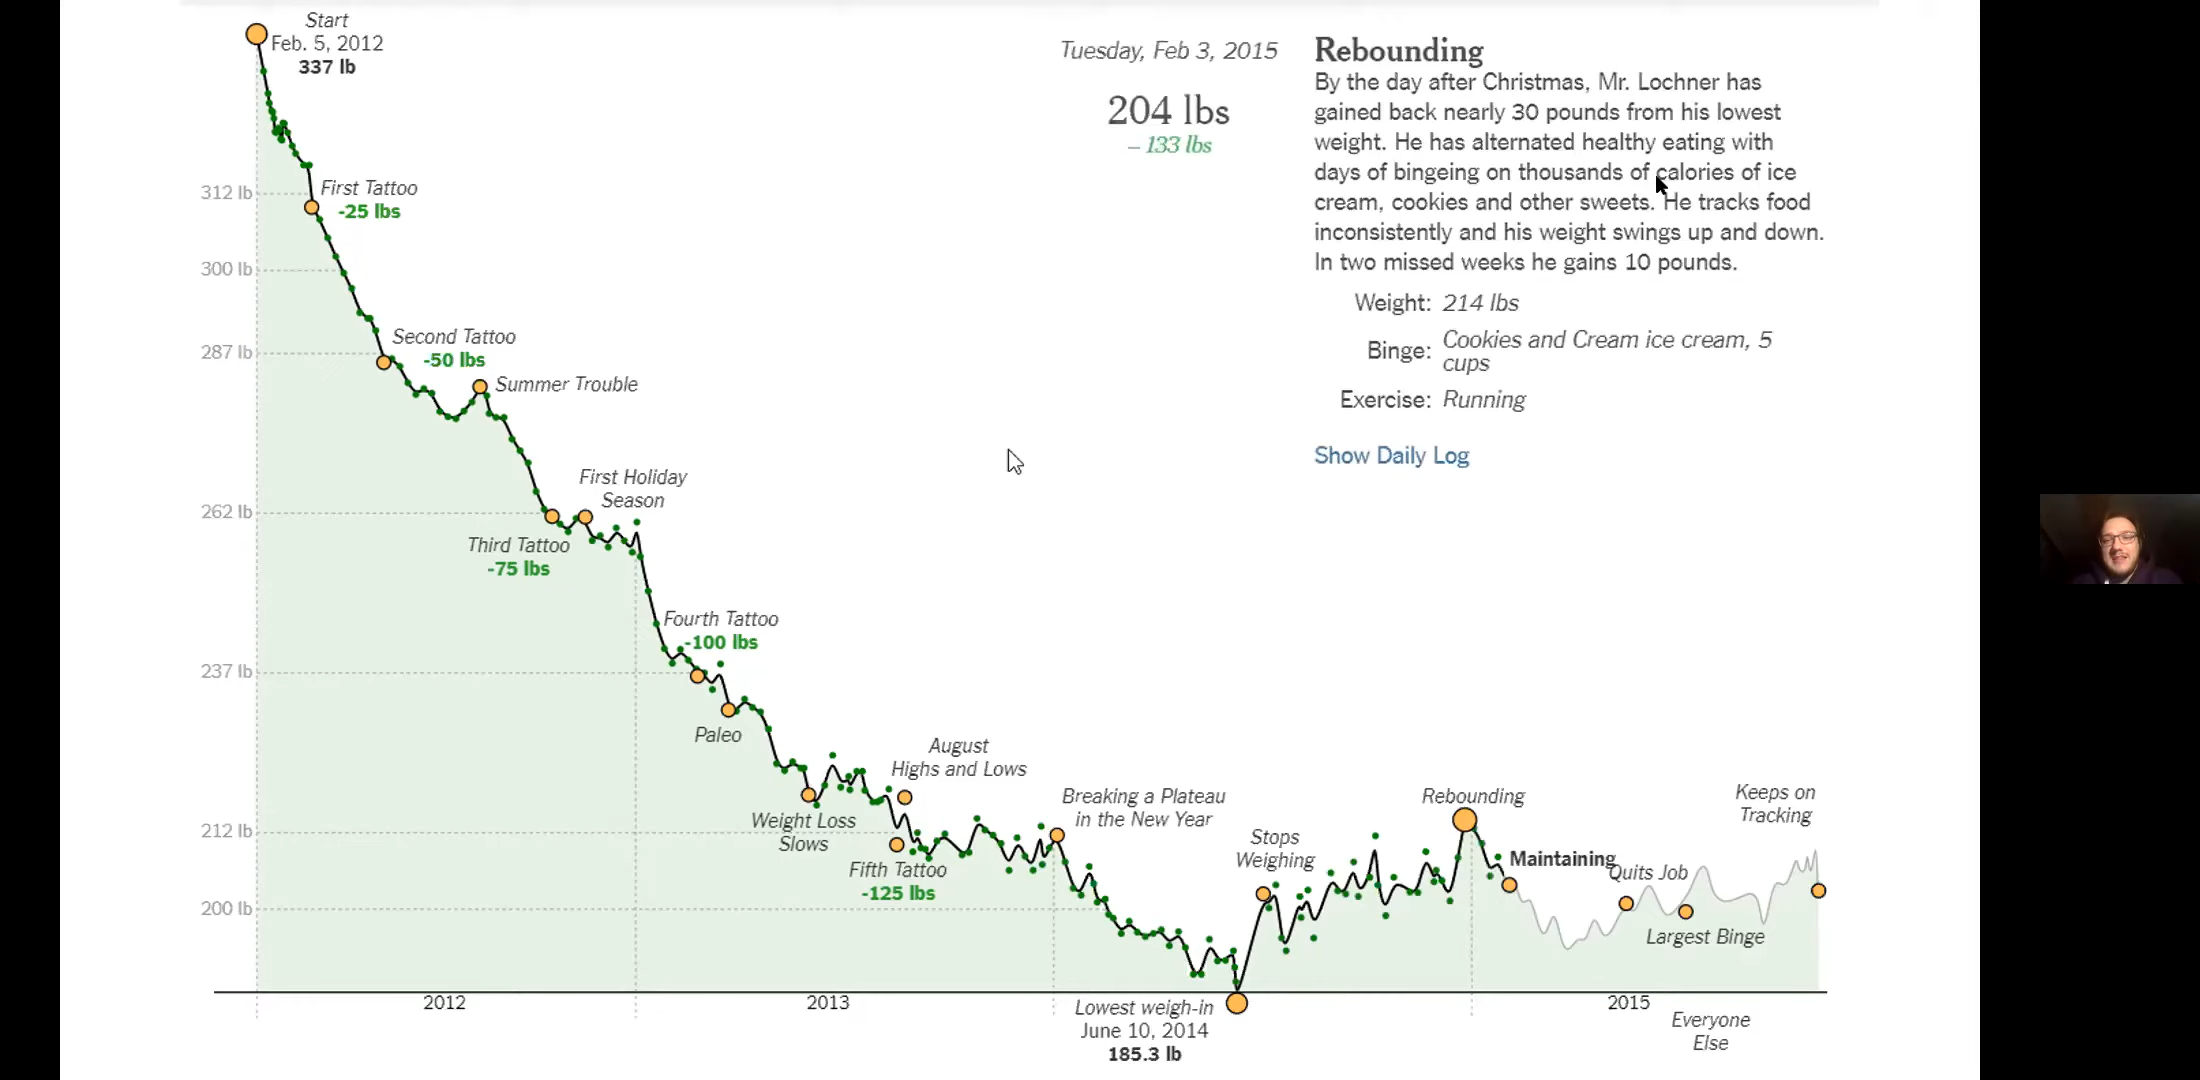 Start
Feb. 5, 2012
337 lb
Tuesday, Feb 3, 2015
204 lbs
– 133 lbs
Rebounding
By the day after Christmas, Mr. Lochner has
gained back nearly 30 pounds from his lowest
weight. He has alternated healthy eating with
days of bingeing on thousands of calories of ice
cream, cookies and other sweets. He tracks food
inconsistently and his weight swings up and down.
In two missed weeks he gains 10 pounds.
Weight: 214 lbs
Binge: Cookies and Cream ice cream, 5
cups
Exercise: Running
Show Daily Log
312 lb
First Tattoo
-25 lbs
300 lb
287 lb
Second Tattoo
-50 lbs
Summer Trouble
262 lb
First Holiday
Season
Third Tattoo
-75 lbs
237 lb
Fourth Tattoo
-100 lbs
Paleo
212 lb
Weight Loss
Slows
August
Highs and Lows
Fifth Tattoo
-125 lbs
Breaking a Plateau
in the New Year
Stops
Weighing
Rebounding
Maintaining
Quits Job
Largest Binge
Keeps on
Tracking
200 lb
2012
2013
2015
Lowest weigh-in
June 10, 2014
185.3 lb
Everyone
Else